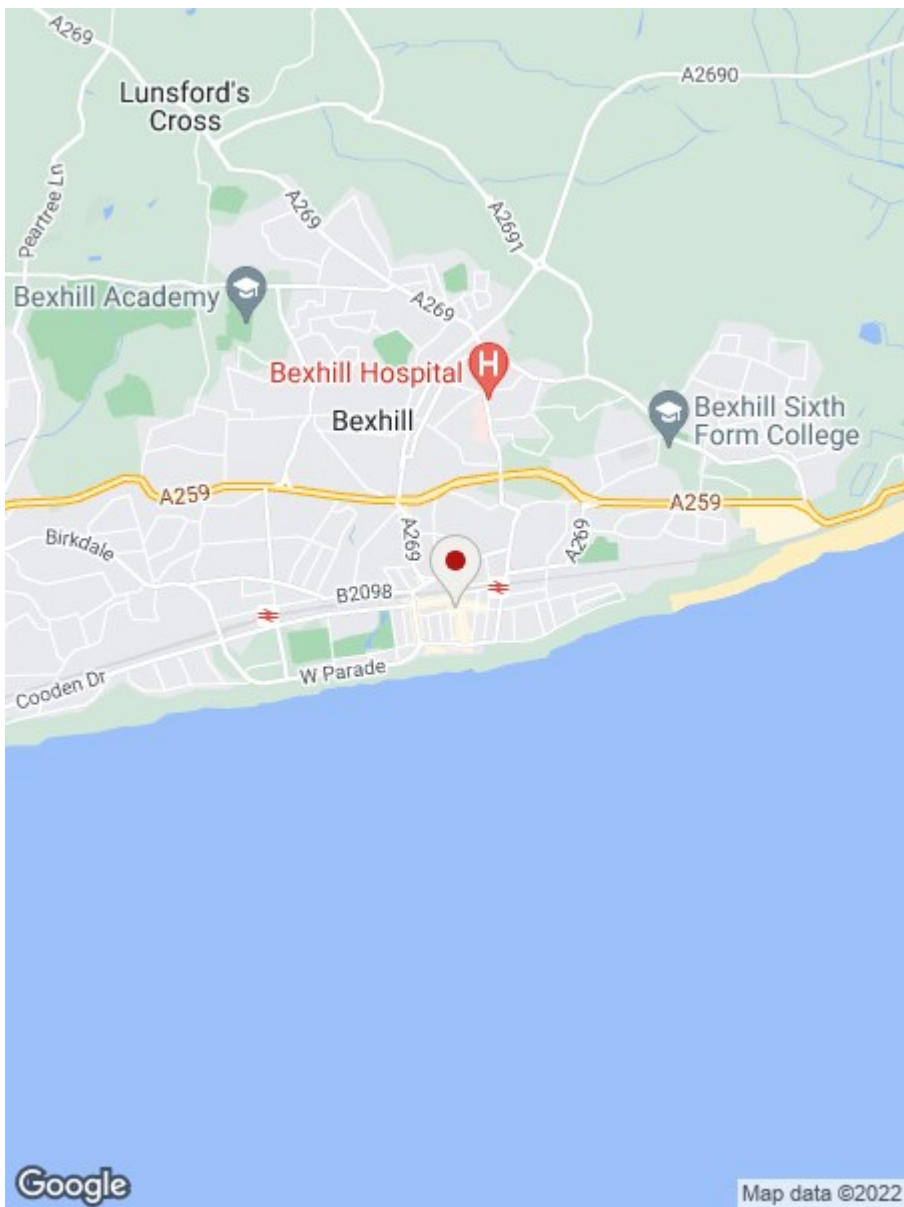 A269
A2690
Lunsford's
Cross
Peartree Ln
A269
A2691
Bexhill Academy
A269
Bexhill Hospital
H
Bexhill
Bexhill Sixth
Form College
A259
A259
Birkdale
A269
A269
B2098
W Parade
Cooden Dr
Google
Map data ©2022